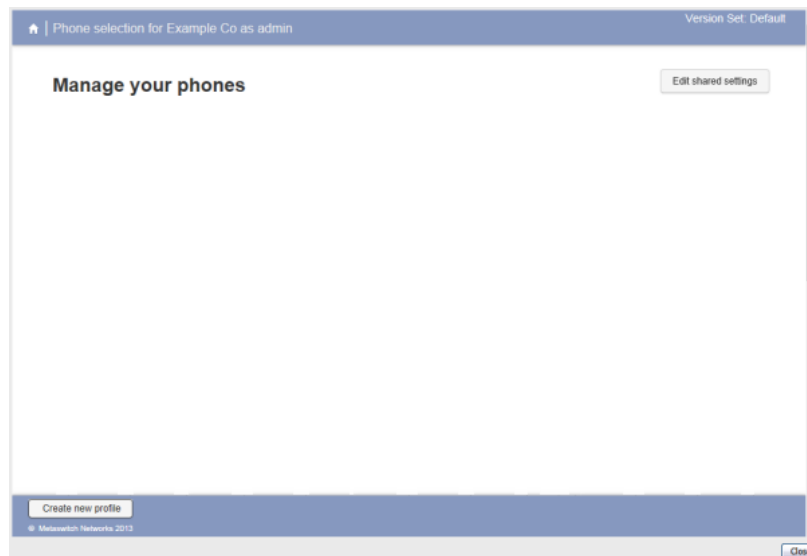 Phone selection for Example Co as admin
Version Set: Default
Manage your phones
Edit shared settings
Create new profile
© Metaswitch Networks 2013
Clos